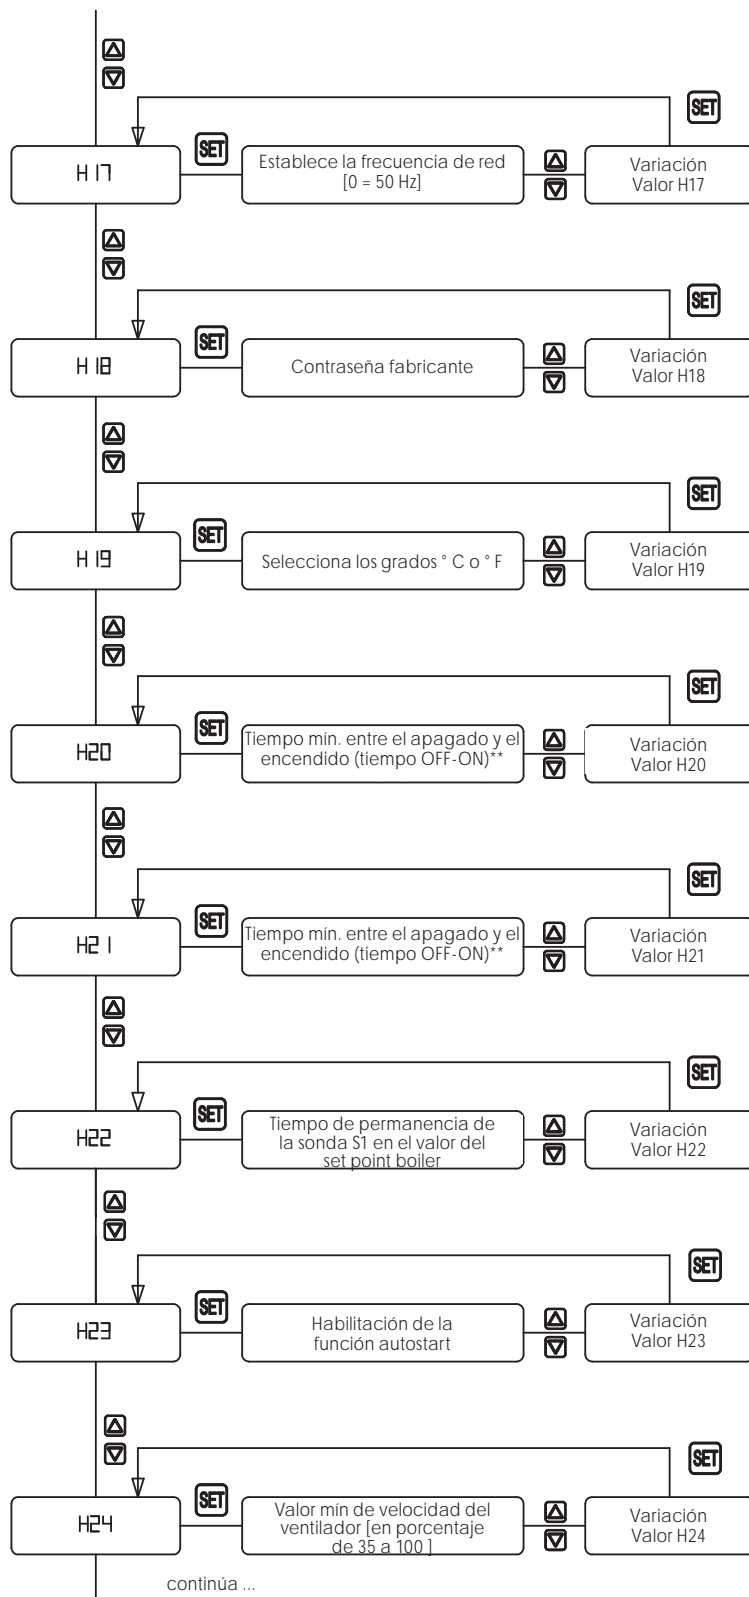 SET
H17
SET
Establece la frecuencia de red
[0 = 50 Hz]
Variación
Valor H17
SET
H18
SET
Contraseña fabricante
Variación
Valor H18
SET
H19
SET
Selecciona los grados ° C o ° F
Variación
Valor H19
SET
H20
SET
Tiempo mín. entre el apagado y el
encendido (tiempo OFF-ON)**
Variación
Valor H20
SET
H21
SET
Tiempo mín. entre el apagado y el
encendido (tiempo OFF-ON)**
Variación
Valor H21
SET
H22
SET
Tiempo de permanencia de
la sonda S1 en el valor del
set point boiler
Variación
Valor H22
SET
H23
SET
Habilitación de la
función autostart
Variación
Valor H23
SET
H24
SET
Valor mín de velocidad del
ventilador [en porcentaje
de 35 a 100 ]
Variación
Valor H24
continúa ...